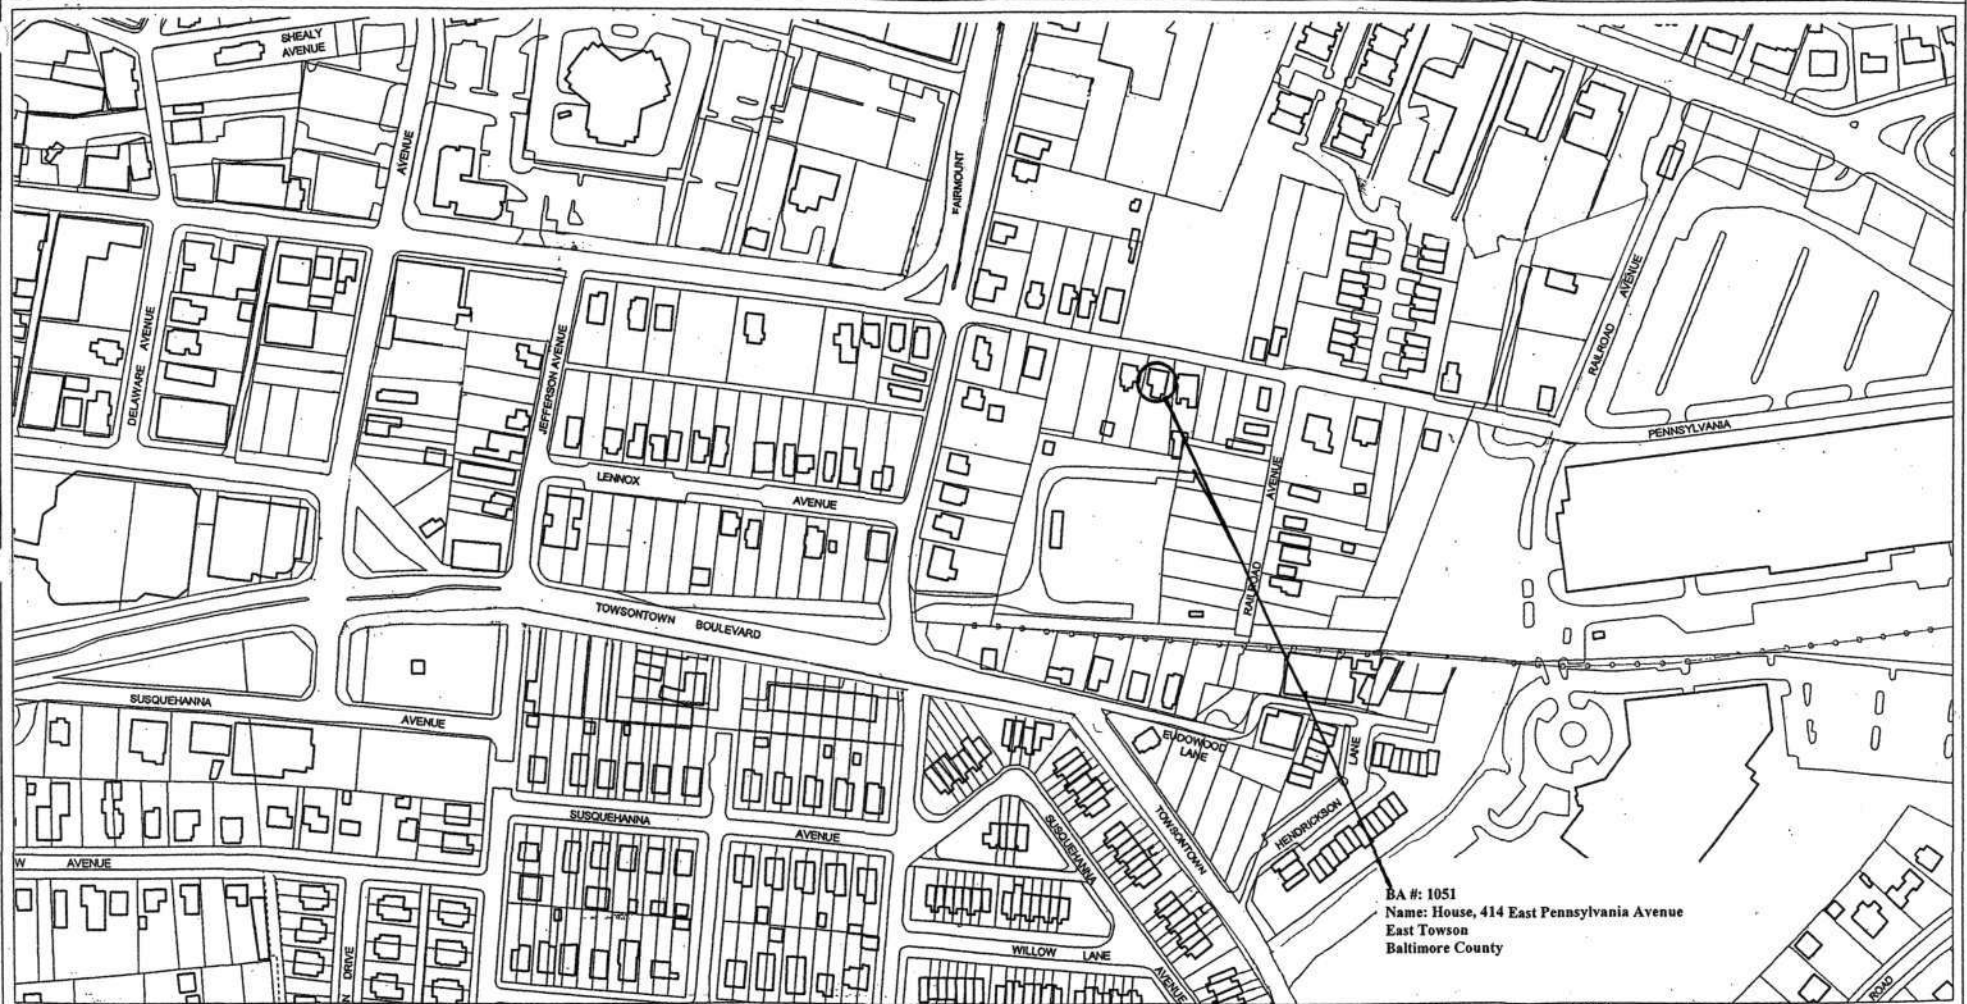 SHEALY
AVENUE
AVENUE
FAIRMOUNT
DELAWARE AVENUE
JEFFERSON AVENUE
RAILROAD AVENUE
PENNSYLVANIA
LENNOX AVENUE
RAILROAD AVENUE
TOWSONTOWN BOULEVARD
SUSQUEHANNA AVENUE
EUDOWOOD
LANE
LANE
HENDRICKSON
TOWSONTOWN
SUSQUEHANNA AVENUE
SUSQUEHANNA AVENUE
W AVENUE
N DRIVE
WILLOW LANE
ROAD
BA #: 1051
Name: House, 414 East Pennsylvania Avenue
East Towson
Baltimore County